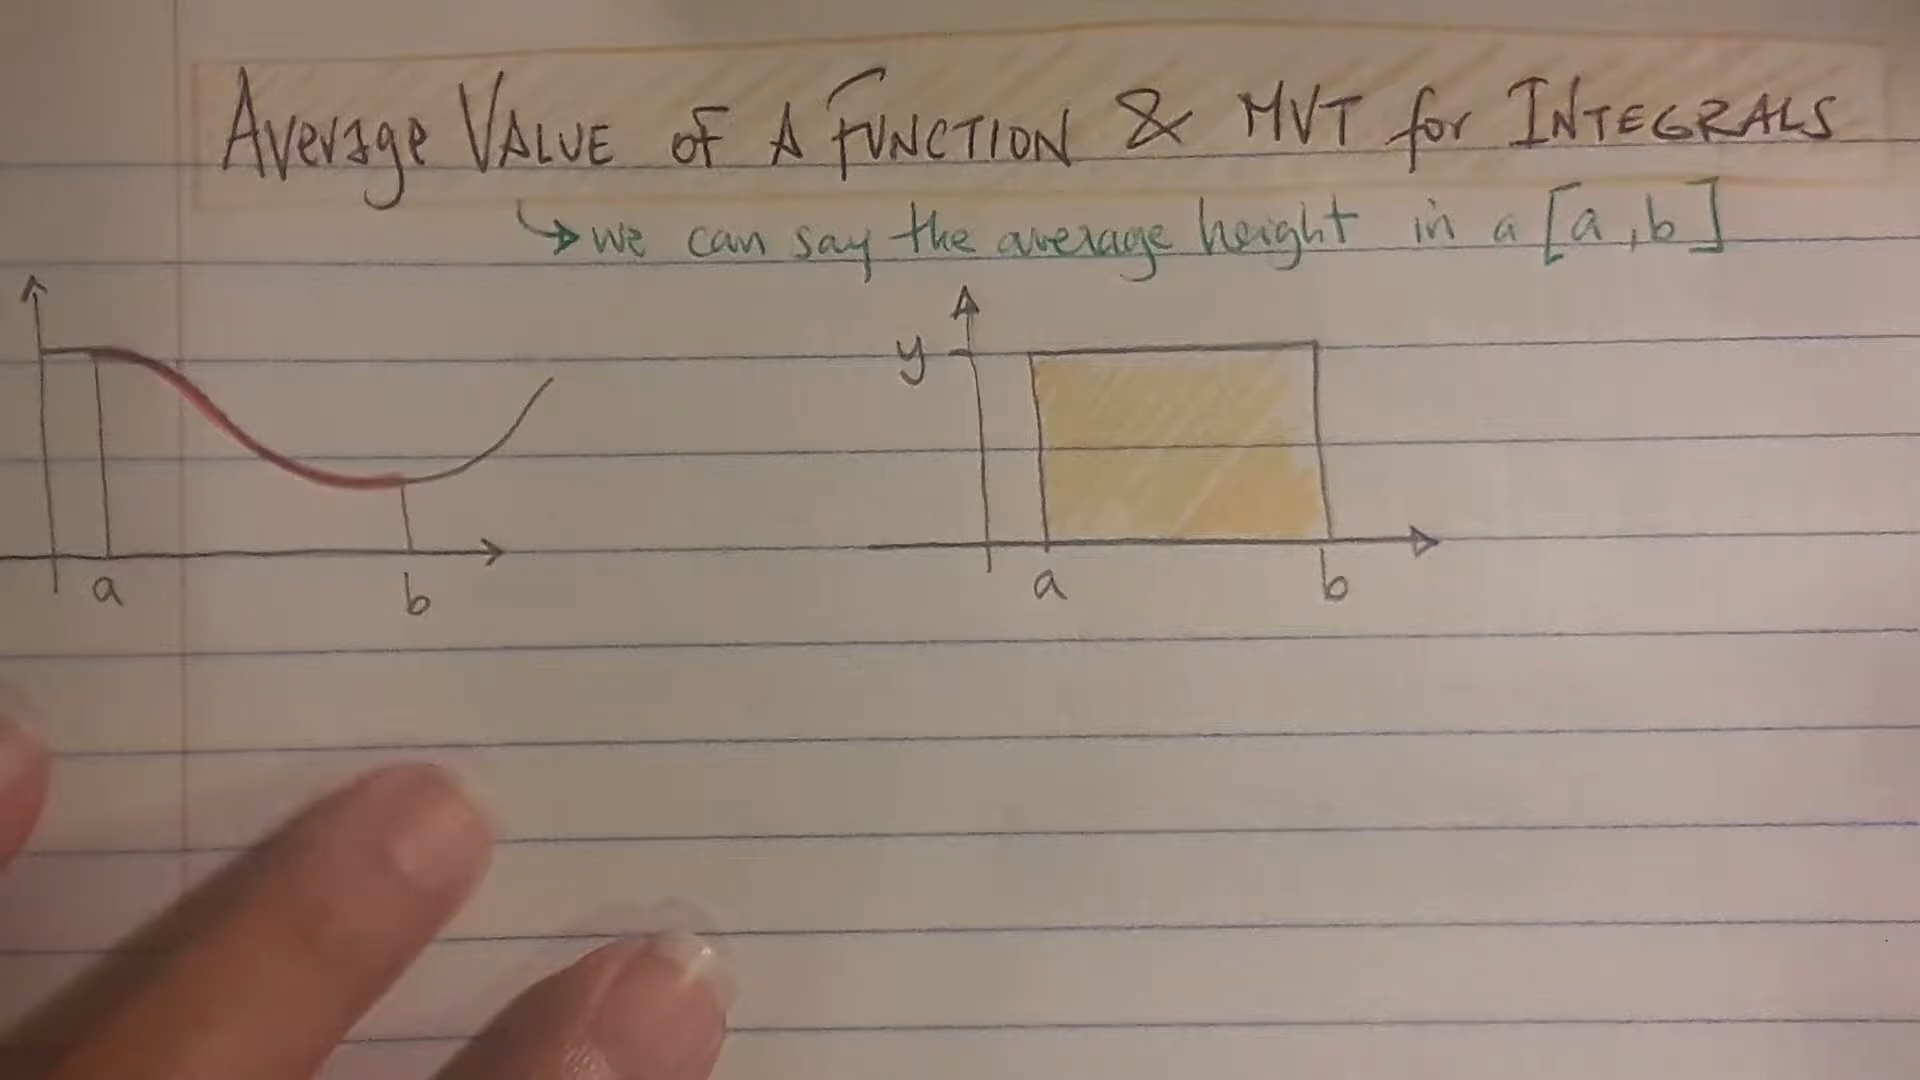 Average VALUE of A FUNCTION & MVT for INTEGRALS
we can say the average height in a [a,b]
y
a
b
a
b